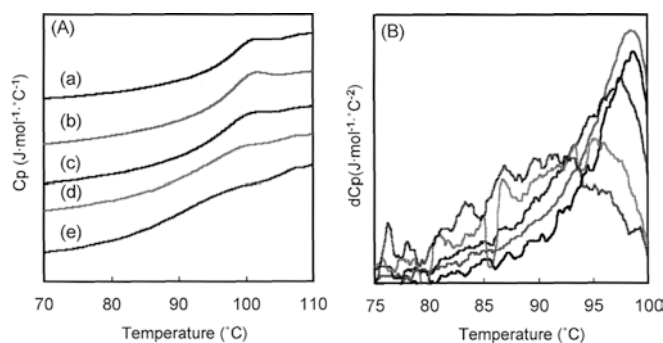 (A)
Cp (J·mol⁻¹·˚C⁻¹)
(a)
(b)
(c)
(d)
(e)
70 80 90 100 110
Temperature (˚C)
(B)
dCp(J·mol⁻¹·˚C⁻²)
75 80 85 90 95 100
Temperature (˚C)